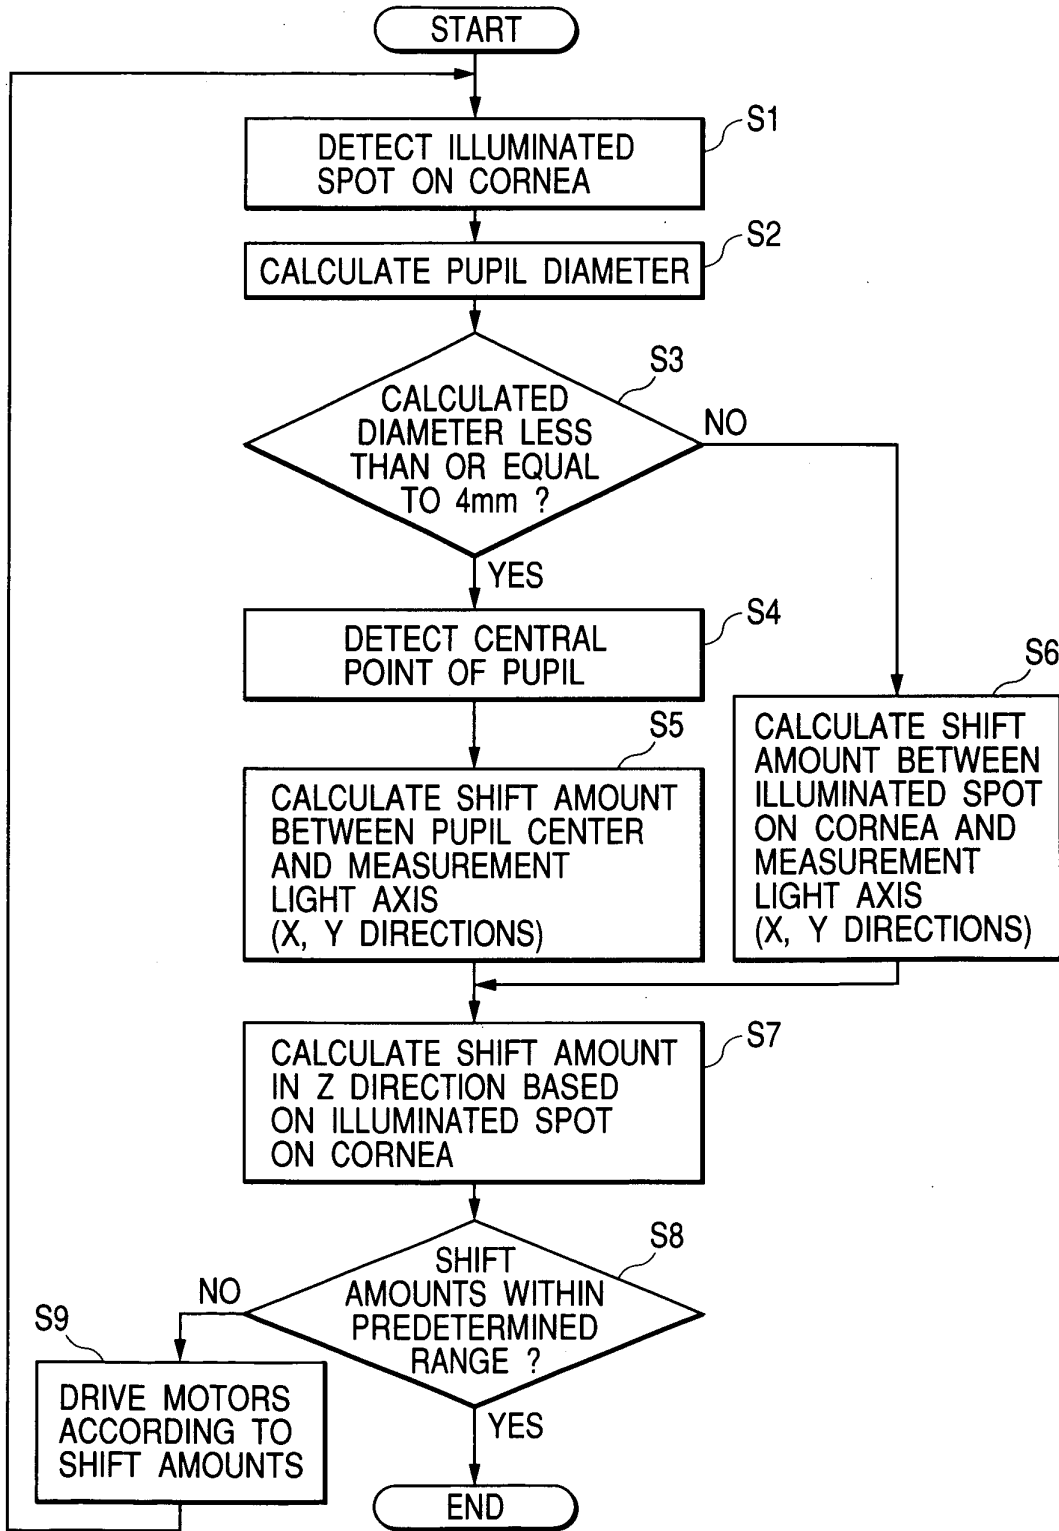 START
S1
DETECT ILLUMINATED
SPOT ON CORNEA
S2
CALCULATE PUPIL DIAMETER
S3
CALCULATED
DIAMETER LESS
THAN OR EQUAL
TO 4mm ?
NO
YES
S4
DETECT CENTRAL
POINT OF PUPIL
S5
CALCULATE SHIFT AMOUNT
BETWEEN PUPIL CENTER
AND MEASUREMENT
LIGHT AXIS
(X, Y DIRECTIONS)
S6
CALCULATE SHIFT
AMOUNT BETWEEN
ILLUMINATED SPOT
ON CORNEA AND
MEASUREMENT
LIGHT AXIS
(X, Y DIRECTIONS)
S7
CALCULATE SHIFT AMOUNT
IN Z DIRECTION BASED
ON ILLUMINATED SPOT
ON CORNEA
S8
SHIFT
AMOUNTS WITHIN
PREDETERMINED
RANGE ?
NO
S9
DRIVE MOTORS
ACCORDING TO
SHIFT AMOUNTS
YES
END